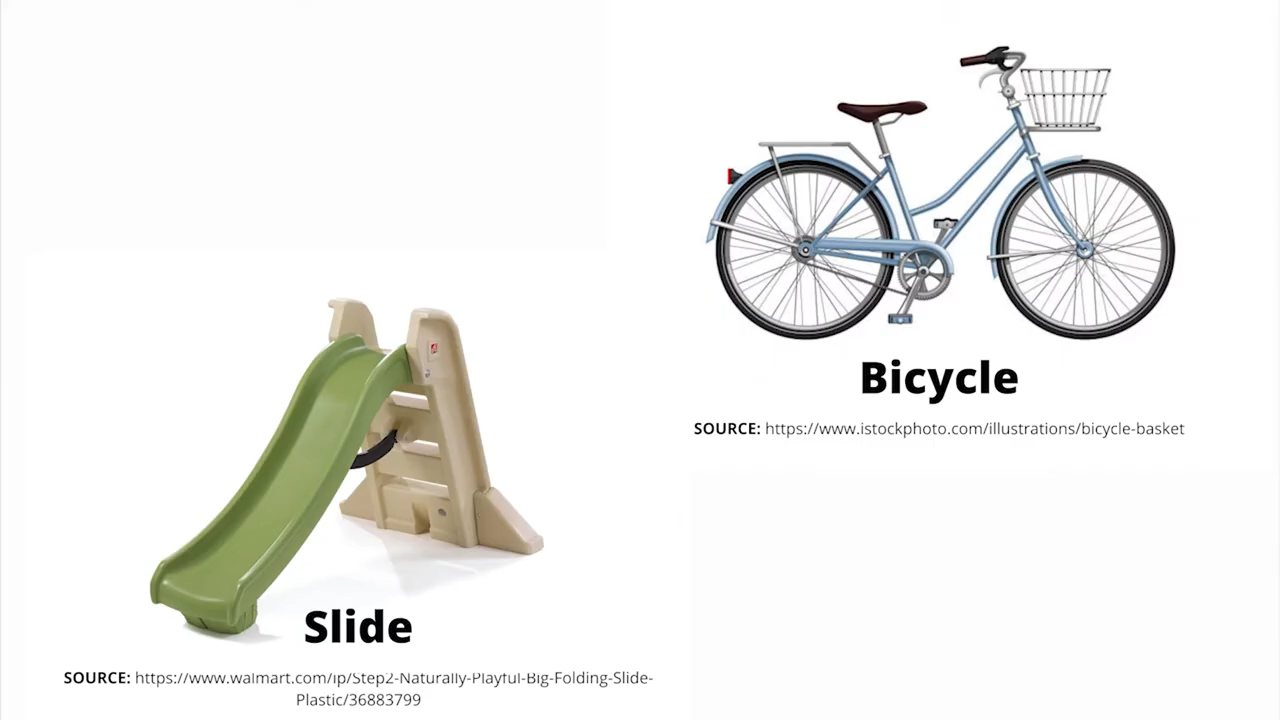 Bicycle
SOURCE: https://www.istockphoto.com/illustrations/bicycle-basket
Slide
SOURCE: https://www.walmart.com/ip/Step2-Naturally-Playful-Big-Folding-Slide-
Plastic/36883799